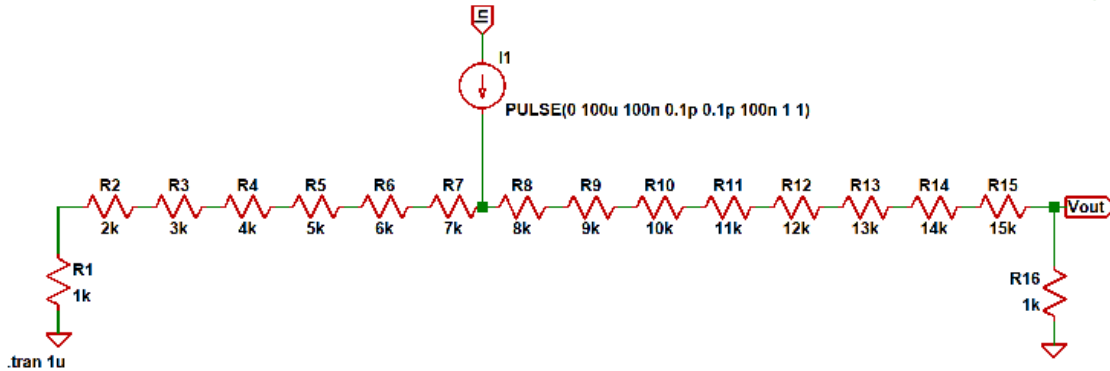 I1
PULSE(0 100u 100n 0.1p 0.1p 100n 1 1)
R2 R3 R4 R5 R6 R7 R8 R9 R10 R11 R12 R13 R14 R15
Vout
2k 3k 4k 5k 6k 7k 8k 9k 10k 11k 12k 13k 14k 15k
R1
1k
R16
1k
.tran 1u